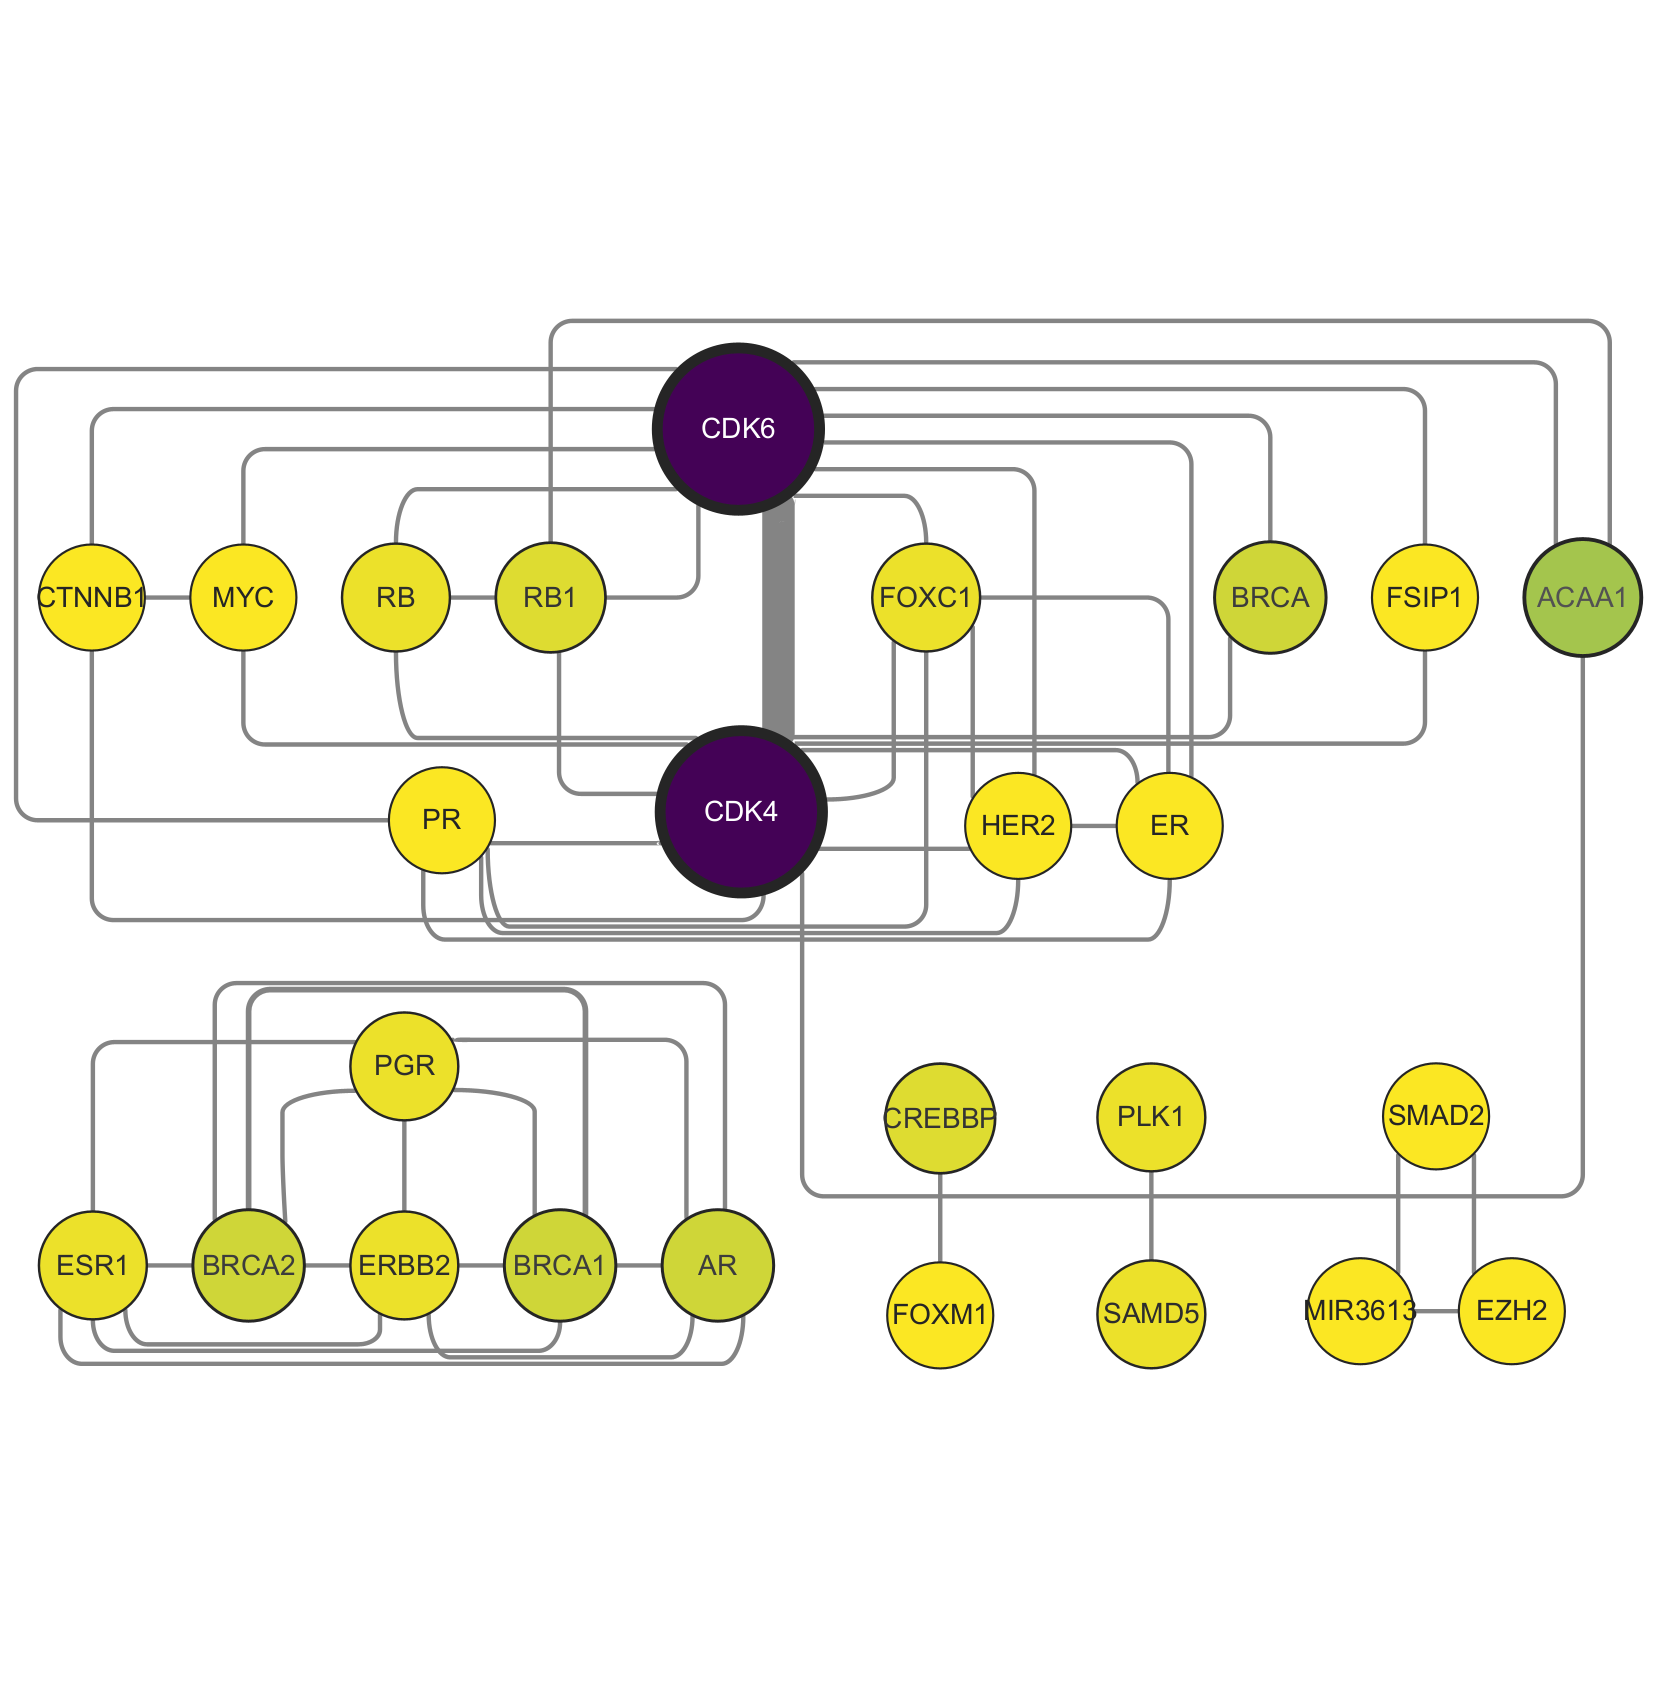 CDK6
CTNNB1
MYC
RB
RB1
FOXC1
BRCA
FSIP1
ACAA1
PR
CDK4
HER2
ER
PGR
CREBBP
PLK1
SMAD2
ESR1
BRCA2
ERBB2
BRCA1
AR
FOXM1
SAMD5
MIR3613
EZH2